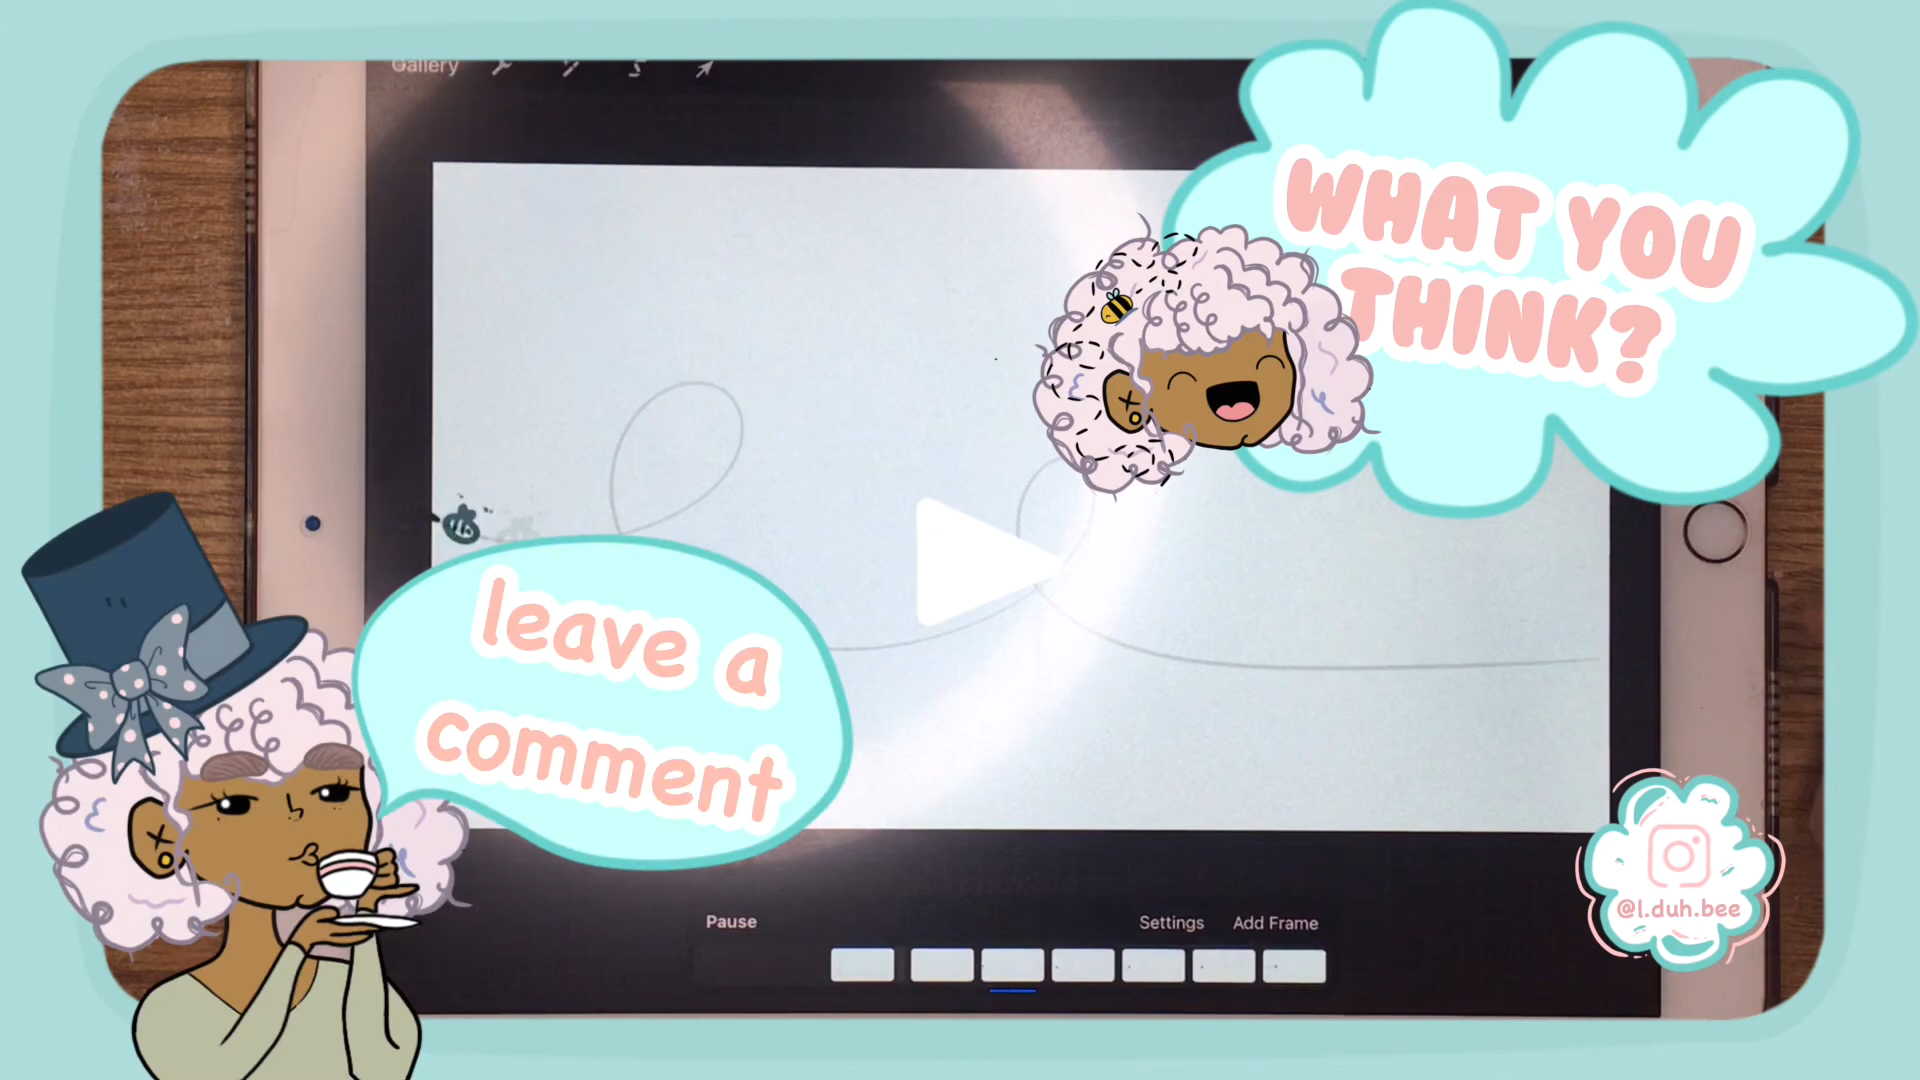 Gallery
WHAT YOU
THINK?
leave a
comment
Pause
Settings
Add Frame
@l.duh.bee